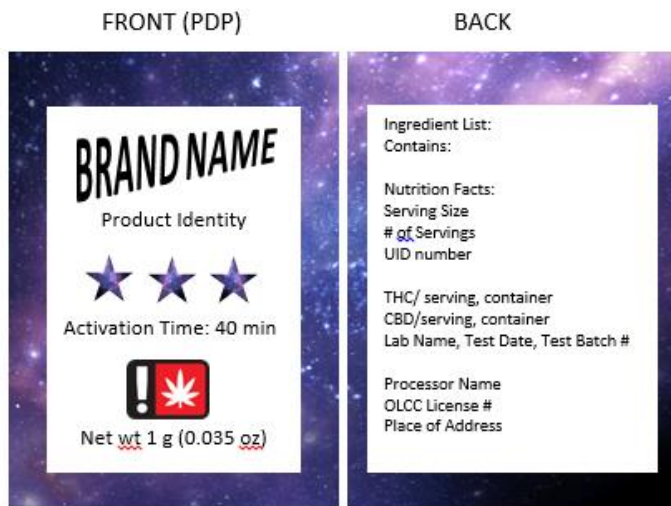 FRONT (PDP)
BRAND NAME
Product Identity
Activation Time: 40 min
!
Net wt 1 g (0.035 oz)
BACK
Ingredient List:
Contains:
Nutrition Facts:
Serving Size
# of Servings
UID number
THC/ serving, container
CBD/serving, container
Lab Name, Test Date, Test Batch #
Processor Name
OLCC License #
Place of Address